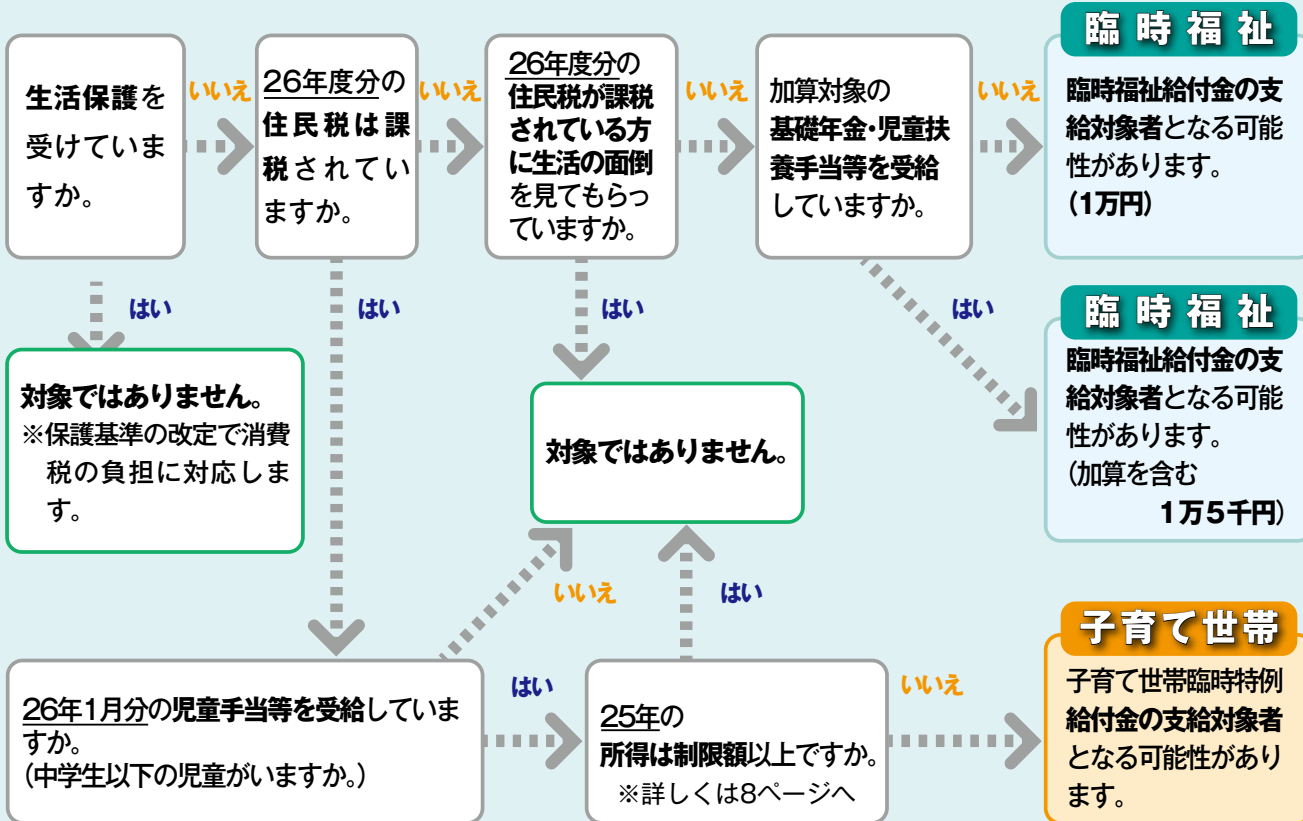 生活保護を
受けていま
すか。
いいえ
26年度分の
住民税は課
税されてい
ますか。
いいえ
26年度分の
住民税が課税
されている方
に生活の面倒
を見てもらっ
ていますか。
いいえ
加算対象の
基礎年金・児童扶
養手当等を受給
していますか。
いいえ
臨時福祉
臨時福祉給付金の支
給対象者となる可能
性があります。
(1万円)
はい
はい
はい
はい
臨時福祉
臨時福祉給付金の支
給対象者となる可能
性があります。
(加算を含む
1万5千円)
対象ではありません。
※保護基準の改定で消費
税の負担に対応しま
す。
対象ではありません。
いいえ
はい
26年1月分の児童手当等を受給していま
すか。
(中学生以下の児童がいますか。)
はい
25年の
所得は制限額以上ですか。
※詳しくは8ページへ
いいえ
子育て世帯
子育て世帯臨時特例
給付金の支給対象者
となる可能性があり
ます。